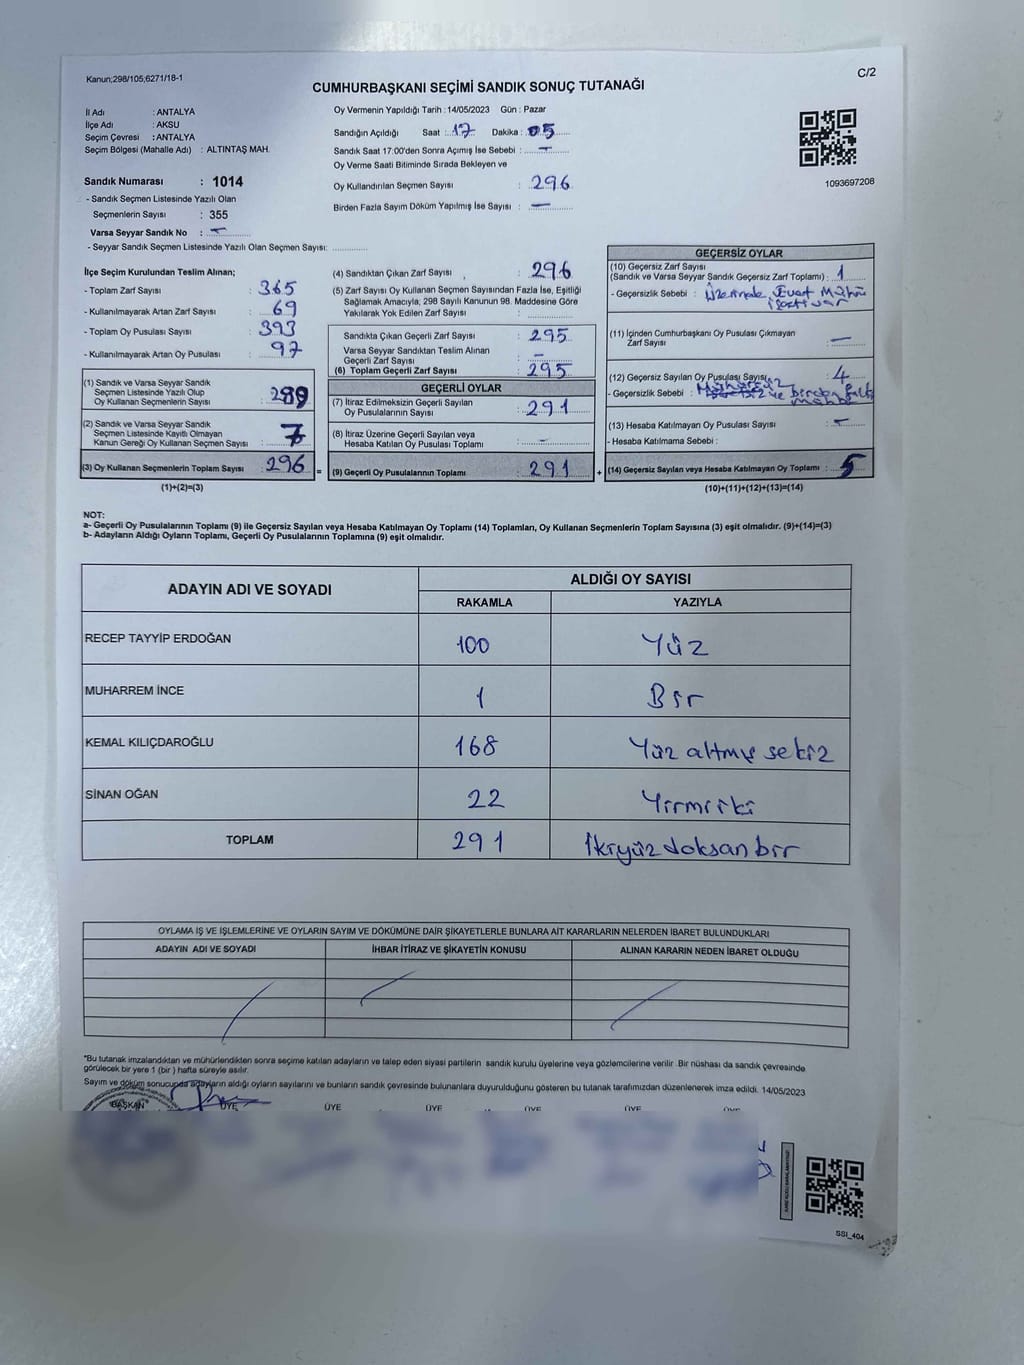 Kanun;298/105;6271/18-1
C/2
CUMHURBAŞKANI SEÇİMİ SANDIK SONUÇ TUTANAĞI
İl Adı : ANTALYA
İlçe Adı : AKSU
Seçim Çevresi : ANTALYA
Seçim Bölgesi (Mahalle Adı) : ALTINTAŞ MAH.
Sandık Numarası : 1014
- Sandık Seçmen Listesinde Yazılı Olan
Seçmenlerin Sayısı : 355
Varsa Seyyar Sandık No : -
- Seyyar Sandık Seçmen Listesinde Yazılı Olan Seçmen Sayısı: ..............
Oy Vermenin Yapıldığı Tarih : 14/05/2023 Gün : Pazar
Sandığın Açıldığı Saat : 17 Dakika : 05
Sandık Saat 17:00'den Sonra Açımış İse Sebebi : -
Oy Verme Saati Bitiminde Sırada Bekleyen ve
Oy Kullandırılan Seçmen Sayısı : 296
Birden Fazla Sayım Döküm Yapılmış İse Sayısı : -
1093697208
İlçe Seçim Kurulundan Teslim Alınan;
- Toplam Zarf Sayısı : 365
- Kullanılmayarak Artan Zarf Sayısı : 69
- Toplam Oy Pusulası Sayısı : 393
- Kullanılmayarak Artan Oy Pusulası : 97
(1) Sandık ve Varsa Seyyar Sandık
Seçmen Listesinde Yazılı Olup
Oy Kullanan Seçmenlerin Sayısı : 289
(2) Sandık ve Varsa Seyyar Sandık
Seçmen Listesinde Kayıtlı Olmayan
Kanun Gereği Oy Kullanan Seçmen Sayısı : 7
(3) Oy Kullanan Seçmenlerin Toplam Sayısı : 296
(1)+(2)=(3)
(4) Sandıktan Çıkan Zarf Sayısı : 296
(5) Zarf Sayısı Oy Kullanan Seçmen Sayısından Fazla İse, Eşitliği
Sağlamak Amacıyla, 298 Sayılı Kanunun 98. Maddesine Göre
Yakılarak Yok Edilen Zarf Sayısı :
Sandıkta Çıkan Geçerli Zarf Sayısı : 295
Varsa Seyyar Sandıktan Teslim Alınan
Geçerli Zarf Sayısı : -
(6) Toplam Geçerli Zarf Sayısı : 295
GEÇERLİ OYLAR
(7) İtiraz Edilmeksizin Geçerli Sayılan
Oy Pusulalarının Sayısı : 291
(8) İtiraz Üzerine Geçerli Sayılan veya
Hesaba Katılan Oy Pusulası Toplamı : -
= (9) Geçerli Oy Pusulalarının Toplamı : 291
GEÇERSİZ OYLAR
(10) Geçersiz Zarf Sayısı
(Sandık ve Varsa Seyyar Sandık Geçersiz Zarf Toplamı) : 1
- Geçersizlik Sebebi : Üzerinde Evet Mührü
(11) İçinden Cumhurbaşkanı Oy Pusulası Çıkmayan
Zarf Sayısı : -
(12) Geçersiz Sayılan Oy Pusulası Sayısı : 4
- Geçersizlik Sebebi : ve birden fazla
(13) Hesaba Katılmayan Oy Pusulası Sayısı : -
- Hesaba Katılmama Sebebi :
+ (14) Geçersiz Sayılan veya Hesaba Katılmayan Oy Toplamı : 5
(10)+(11)+(12)+(13)=(14)
NOT:
a- Geçerli Oy Pusulalarının Toplamı (9) ile Geçersiz Sayılan veya Hesaba Katılmayan Oy Toplamı (14) Toplamları, Oy Kullanan Seçmenlerin Toplam Sayısına (3) eşit olmalıdır. (9)+(14)=(3)
b- Adayların Aldığı Oyların Toplamı, Geçerli Oy Pusulalarının Toplamına (9) eşit olmalıdır.
ADAYIN ADI VE SOYADI
ALDIĞI OY SAYISI
RAKAMLA YAZIYLA
RECEP TAYYİP ERDOĞAN 100 Yüz
MUHARREM İNCE 1 Bir
KEMAL KILIÇDAROĞLU 168 Yüz altmış sekiz
SİNAN OĞAN 22 Yirmi iki
TOPLAM 291 İkiyüz doksan bir
OYLAMA İŞ VE İŞLEMLERİNE VE OYLARIN SAYIM VE DÖKÜMÜNE DAİR ŞİKAYETLERLE BUNLARA AİT KARARLARIN NELERDEN İBARET BULUNDUKLARI
ADAYIN ADI VE SOYADI İHBAR İTİRAZ VE ŞİKAYETİN KONUSU ALINAN KARARIN NEDEN İBARET OLDUĞU
*Bu tutanak imzalandıktan ve mühürlendikten sonra seçime katılan adayların ve talep eden siyasi partilerin sandık kurulu üyelerine veya gözlemcilerine verilir. Bir nüshası da sandık çevresinde
görülecek bir yere 1 (bir ) hafta süreyle asılır.
Sayım ve döküm sonucunda adayların aldığı oyların sayılarını ve bunların sandık çevresinde bulunanlara duyurulduğunu gösteren bu tutanak tarafımızdan düzenlenerek imza edildi. 14/05/2023
BAŞKAN ÜYE ÜYE ÜYE ÜYE ÜYE ÜYE
SSI_404